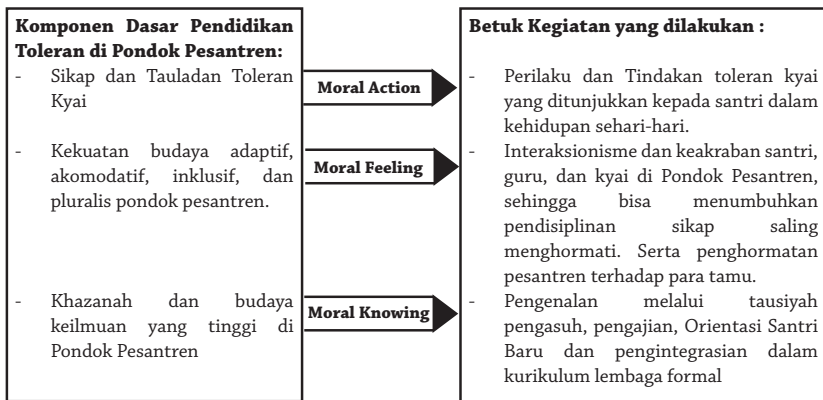 Komponen Dasar Pendidikan
Toleran di Pondok Pesantren:
- Sikap dan Tauladan Toleran
Kyai
- Kekuatan budaya adaptif,
akomodatif, inklusif, dan
pluralis pondok pesantren.
- Khazanah dan budaya
keilmuan yang tinggi di
Pondok Pesantren
Moral Action
Moral Feeling
Moral Knowing
Betuk Kegiatan yang dilakukan :
- Perilaku dan Tindakan toleran kyai
yang ditunjukkan kepada santri dalam
kehidupan sehari-hari.
- Interaksionisme dan keakraban santri,
guru, dan kyai di Pondok Pesantren,
sehingga bisa menumbuhkan
pendisiplinan sikap saling
menghormati. Serta penghormatan
pesantren terhadap para tamu.
- Pengenalan melalui tausiyah
pengasuh, pengajian, Orientasi Santri
Baru dan pengintegrasian dalam
kurikulum lembaga formal